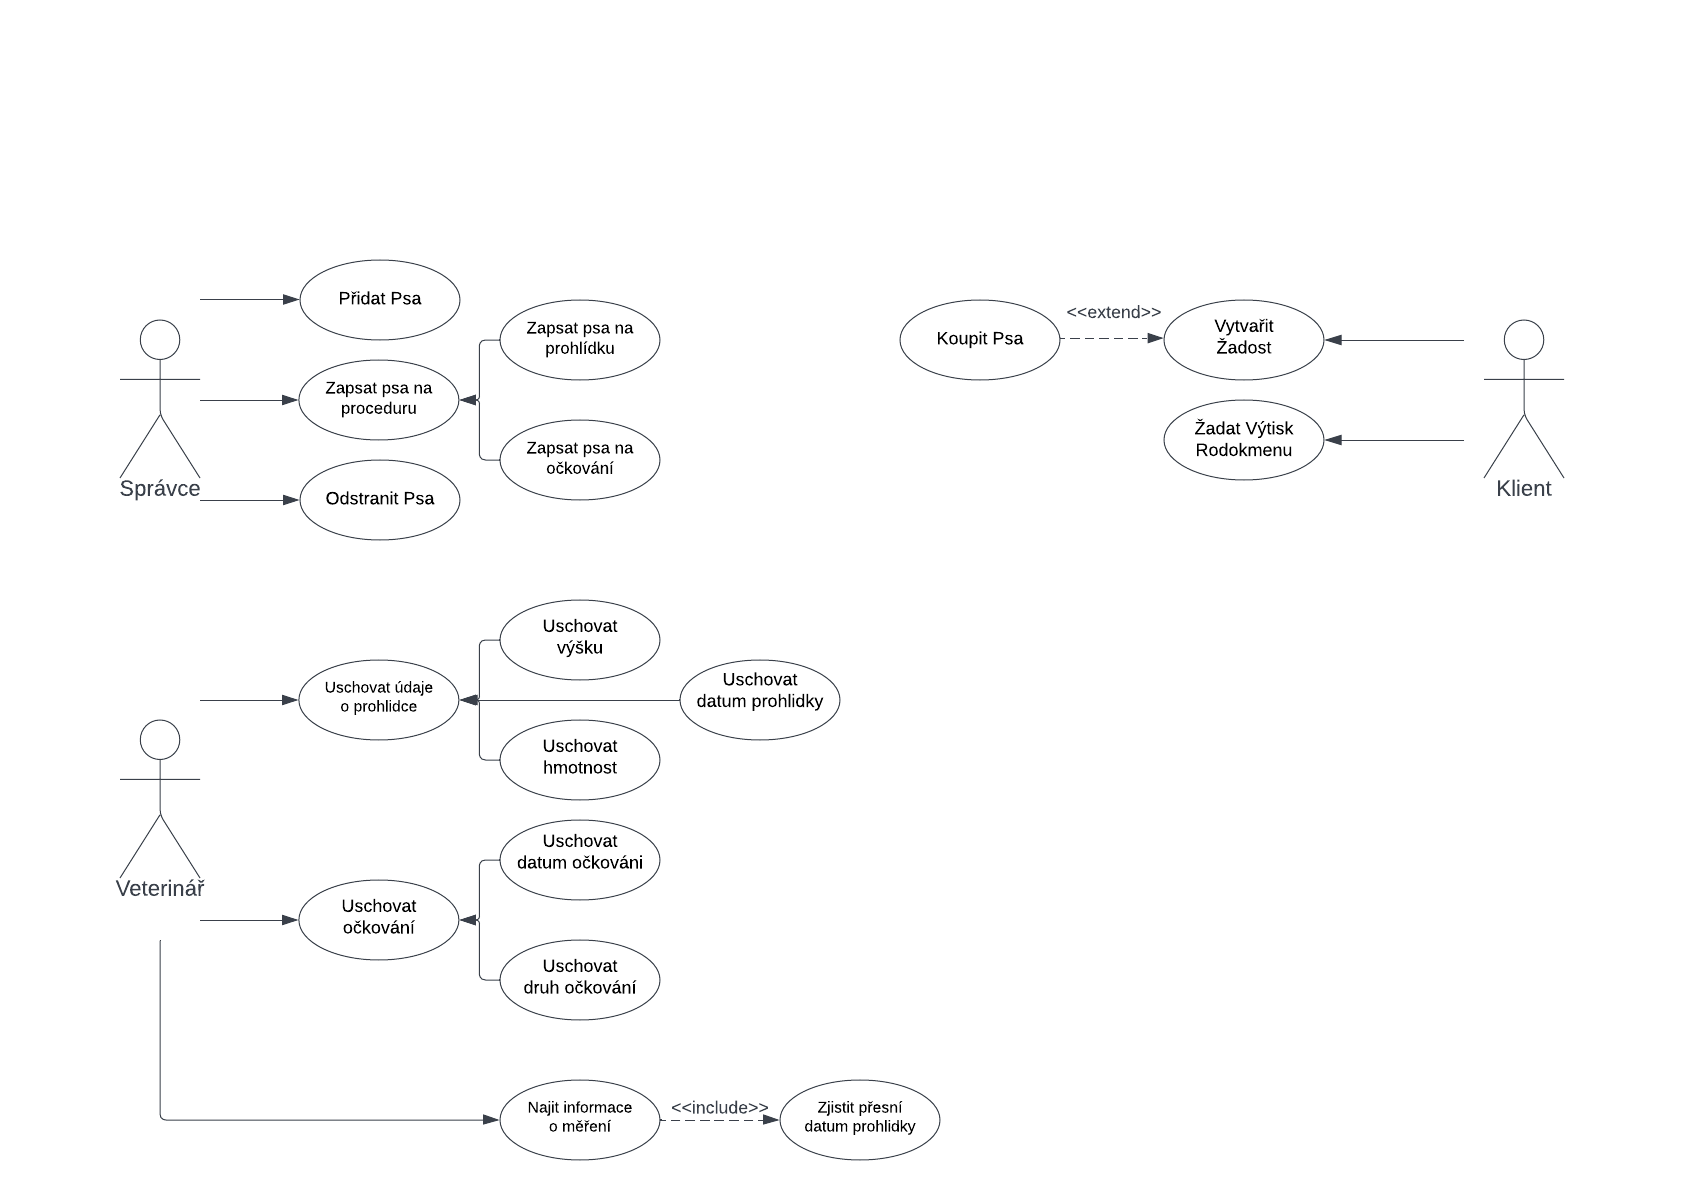 Přidat Psa
Zapsat psa na
prohlídku
Zapsat psa na
proceduru
Zapsat psa na
očkování
Odstranit Psa
Správce
Koupit Psa
<<extend>>
Vytvařit
Žadost
Žadat Výtisk
Rodokmenu
Klient
Uschovat
výšku
Uschovat údaje
o prohlidce
Uschovat
datum prohlidky
Uschovat
hmotnost
Veterinář
Uschovat
datum očkováni
Uschovat
očkování
Uschovat
druh očkování
Najit informace
o měření
<<include>>
Zjistit přesní
datum prohlidky